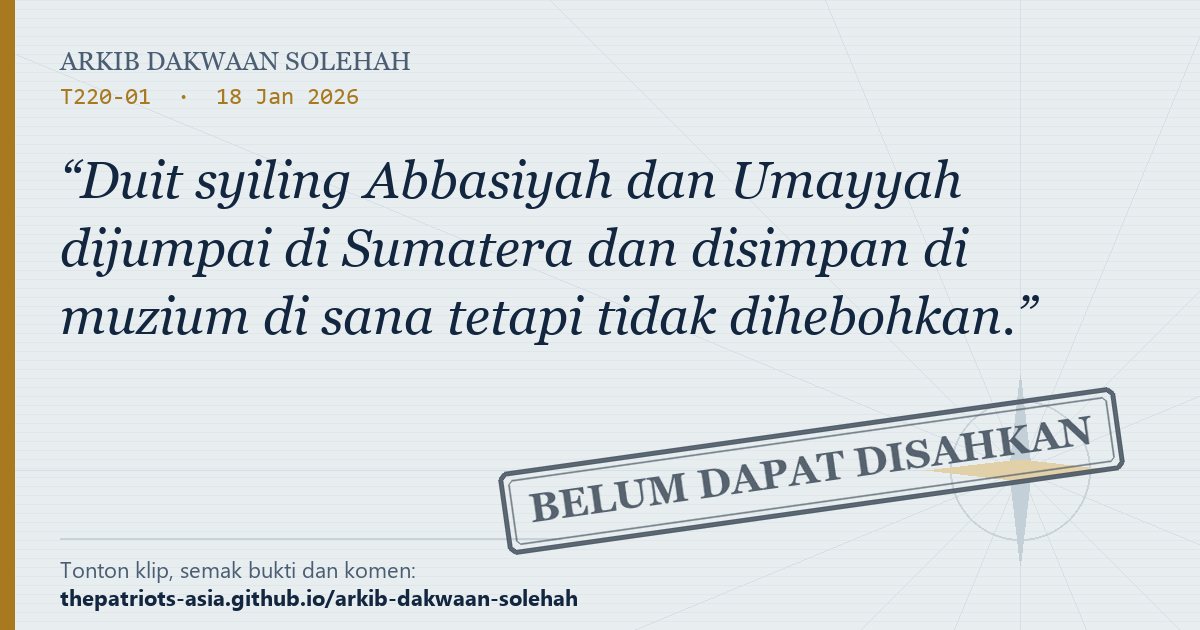 ARKIB DAKWAAN SOLEHAH
T220-01 · 18 Jan 2026
“Duit syiling Abbasiyah dan Umayyah
dijumpai di Sumatera dan disimpan di
muzium di sana tetapi tidak dihebohkan.”
BELUM DAPAT DISAHKAN
Tonton klip, semak bukti dan komen:
thepatriots-asia.github.io/arkib-dakwaan-solehah